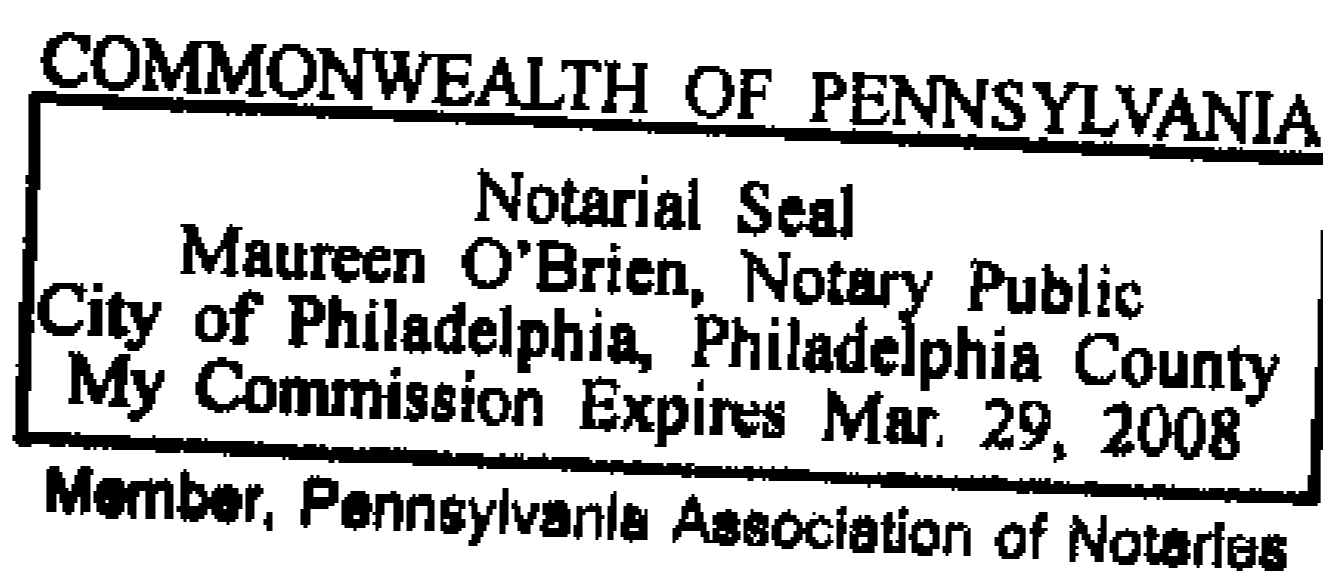 COMMONWEALTH OF PENNSYLVANIA
Notarial Seal
Maureen O'Brien, Notary Public
City of Philadelphia, Philadelphia County
My Commission Expires Mar. 29, 2008
Member, Pennsylvania Association of Notaries